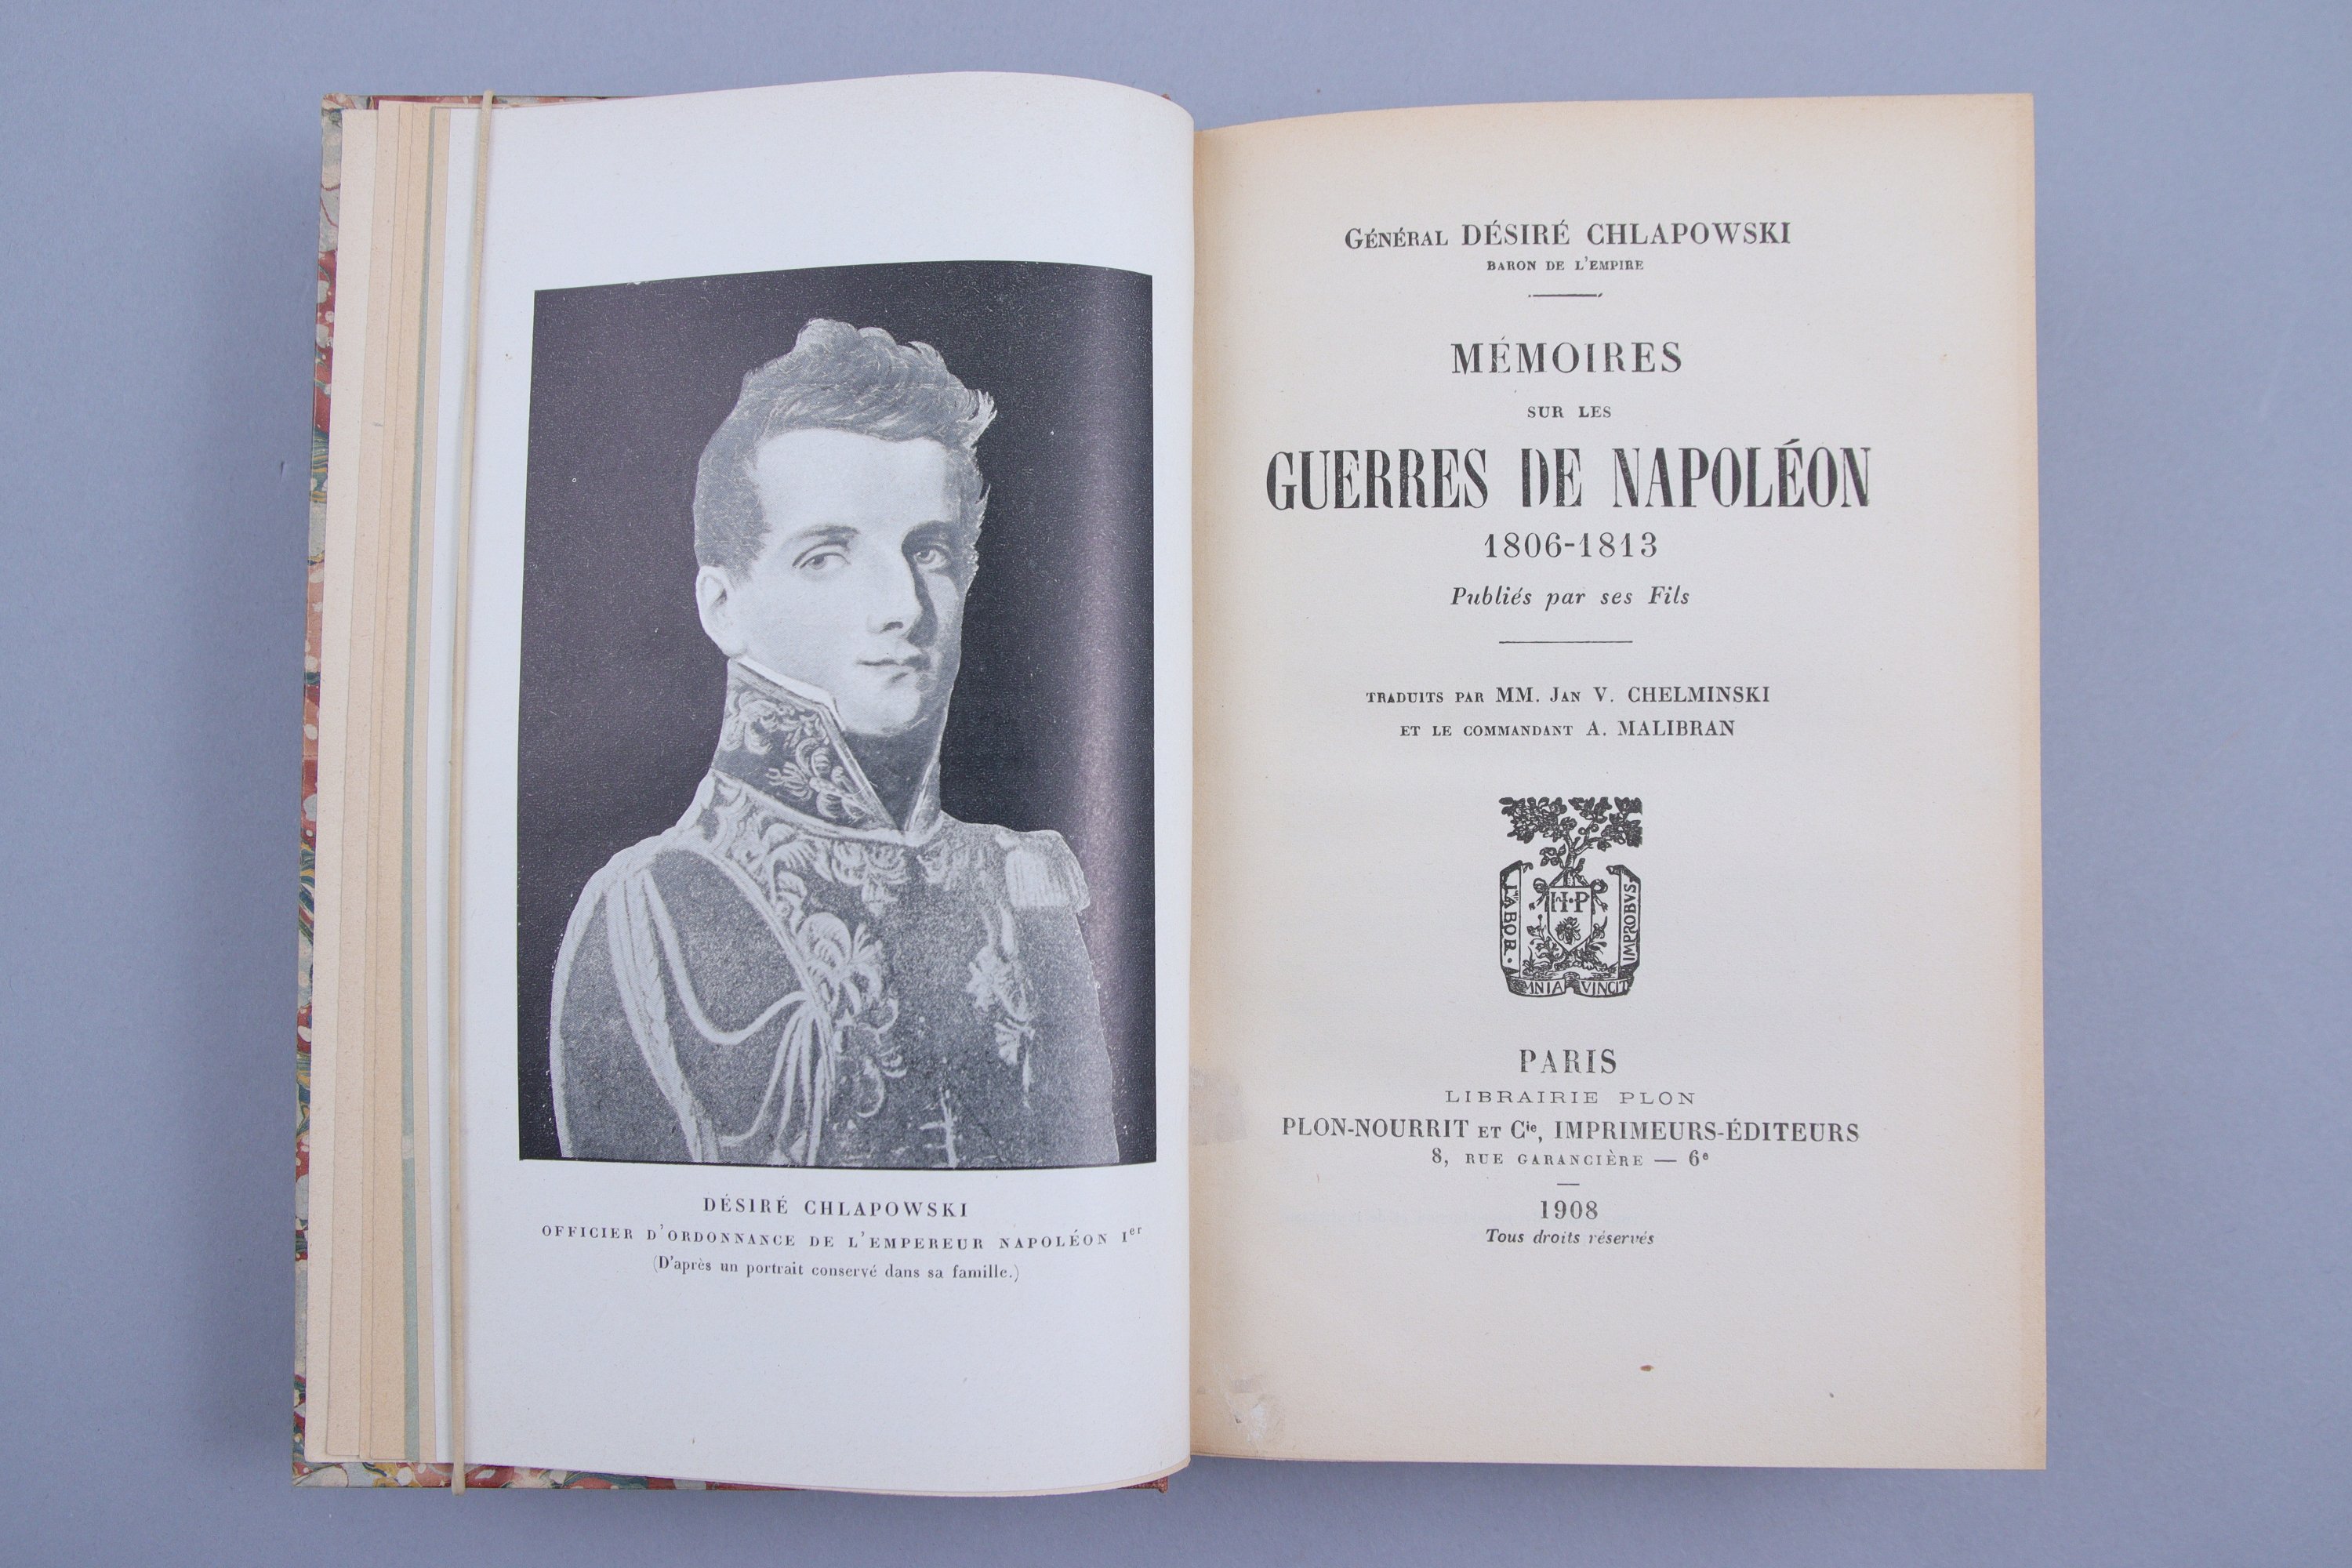 DÉSIRÉ CHLAPOWSKI
OFFICIER D'ORDONNANCE DE L'EMPEREUR NAPOLÉON Ier
(D'après un portrait conservé dans sa famille.)
GÉNÉRAL DÉSIRÉ CHLAPOWSKI
BARON DE L'EMPIRE
MÉMOIRES
SUR LES
GUERRES DE NAPOLÉON
1806-1813
Publiés par ses Fils
TRADUITS PAR MM. JAN V. CHELMINSKI
ET LE COMMANDANT A. MALIBRAN
H·P
LABOR·
OMNIA VINCIT
IMPROBVS
PARIS
LIBRAIRIE PLON
PLON-NOURRIT ET Cie, IMPRIMEURS-ÉDITEURS
8, RUE GARANCIÈRE — 6e
1908
Tous droits réservés